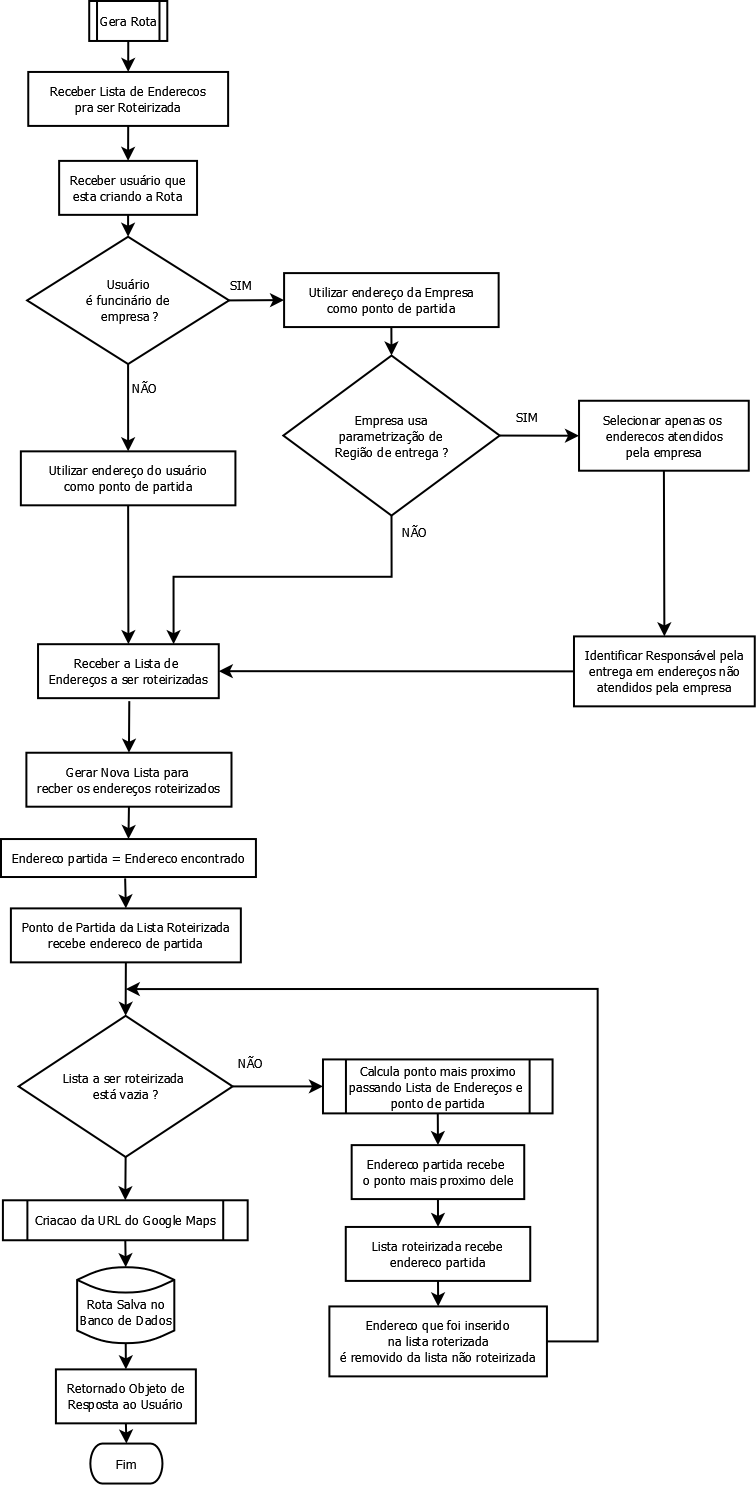 Gera Rota
Receber Lista de Enderecos
pra ser Roteirizada
Receber usuário que
esta criando a Rota
Usuário
é funcinário de
empresa ?
SIM
Utilizar endereço da Empresa
como ponto de partida
NÃO
Empresa usa
parametrização de
Região de entrega ?
SIM
Selecionar apenas os
enderecos atendidos
pela empresa
Utilizar endereço do usuário
como ponto de partida
NÃO
Receber a Lista de
Endereços a ser roteirizadas
Identificar Responsável pela
entrega em endereços não
atendidos pela empresa
Gerar Nova Lista para
recber os endereços roteirizados
Endereco partida = Endereco encontrado
Ponto de Partida da Lista Roteirizada
recebe endereco de partida
Lista a ser roteirizada
está vazia ?
NÃO
Calcula ponto mais proximo
passando Lista de Endereços e
ponto de partida
Endereco partida recebe
o ponto mais proximo dele
Criacao da URL do Google Maps
Lista roteirizada recebe
endereco partida
Rota Salva no
Banco de Dados
Endereco que foi inserido
na lista roterizada
é removido da lista não roteirizada
Retornado Objeto de
Resposta ao Usuário
Fim